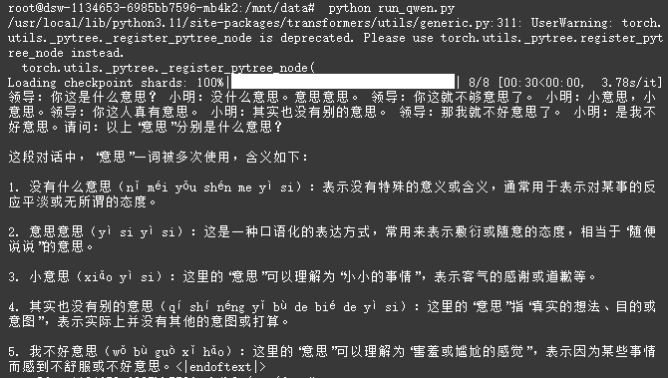 root@dsw-1134653-6985bb7596-mb4k2:/mnt/data# python run_qwen.py
/usr/local/lib/python3.11/site-packages/transformers/utils/generic.py:311: UserWarning: torch.
utils._pytree._register_pytree_node is deprecated. Please use torch.utils._pytree.register_pyt
ree_node instead.
  torch.utils._pytree._register_pytree_node(
Loading checkpoint shards: 100%| | 8/8 [00:30<00:00, 3.78s/it]
领导：你这是什么意思？ 小明：没什么意思。意思意思。 领导：你这就不够意思了。 小明：小意思，小
意思。领导：你这人真有意思。 小明：其实也没有别的意思。 领导：那我就不好意思了。 小明：是我不
好意思。请问：以上“意思”分别是什么意思？
这段对话中，“意思”一词被多次使用，含义如下：
1. 没有什么意思（nǐ méi yǒu shén me yì si）：表示没有特殊的意义或含义，通常用于表示对某事的反
应平淡或无所谓的态度。
2. 意思意思（yì si yì si）：这是一种口语化的表达方式，常用来表示敷衍或随意的态度，相当于“随便
说说”的意思。
3. 小意思（xiǎo yì si）：这里的“意思”可以理解为“小小的事情”，表示客气的感谢或道歉等。
4. 其实也没有别的意思（qí shí néng yǐ bù de bié de yì si）：这里的“意思”指“真实的想法、目的或
意图”，表示实际上并没有其他的意图或打算。
5. 我不好意思（wǒ bù guò xī hǎo）：这里的“意思”可以理解为“害羞或尴尬的感觉”，表示因为某些事情
而感到不舒服或不好意思。<|endoftext|>